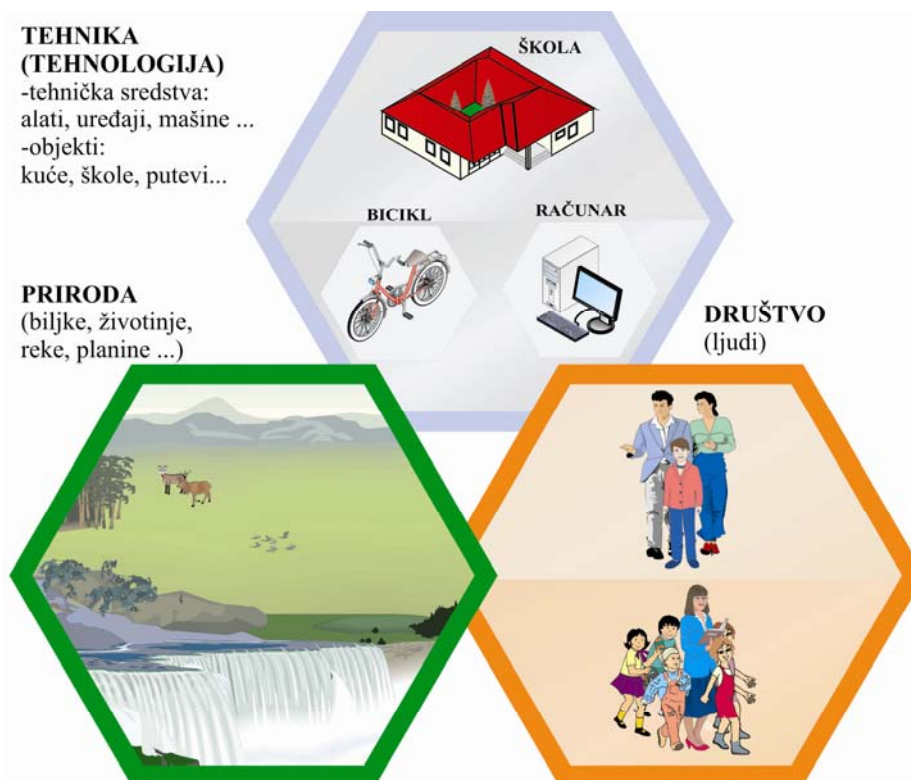 TEHNIKA
(TEHNOLOGIJA)
-tehnička sredstva:
alati, uređaji, mašine ...
-objekti:
kuće, škole, putevi...
ŠKOLA
BICIKL
RAČUNAR
PRIRODA
(biljke, životinje,
reke, planine ...)
DRUŠTVO
(ljudi)